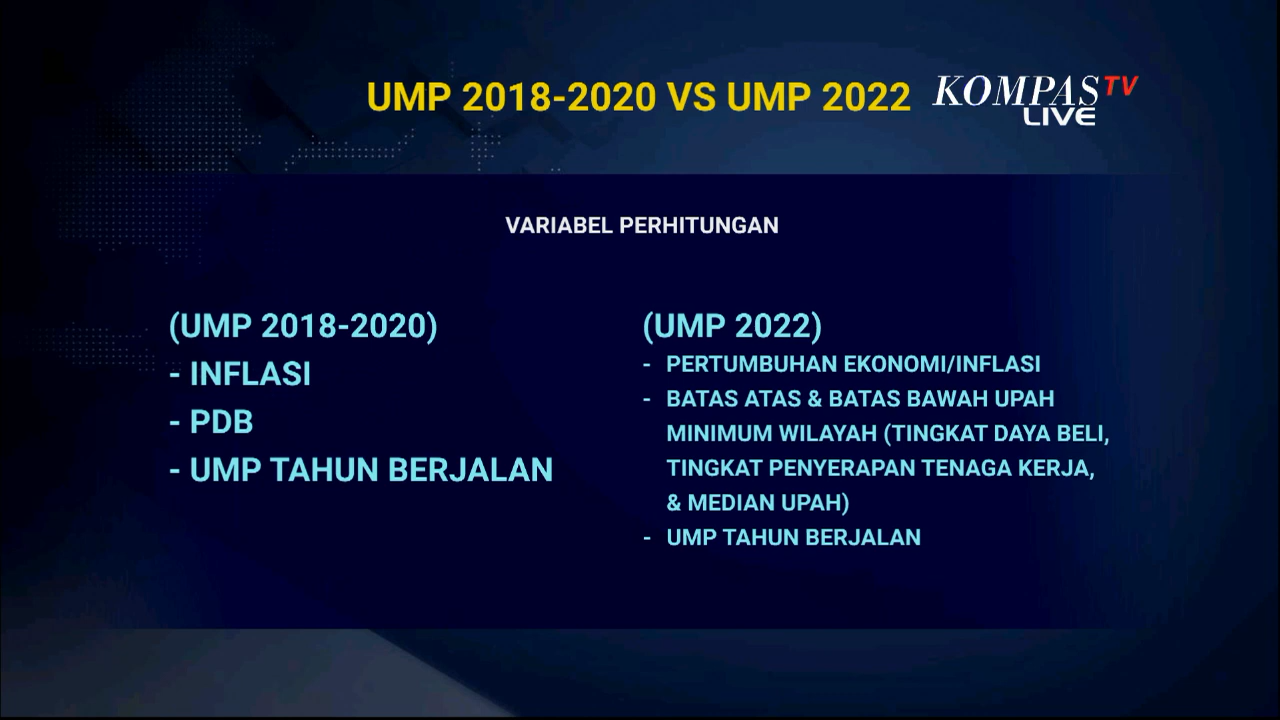 UMP 2018-2020 VS UMP 2022
KOMPAS TV
LIVE
VARIABEL PERHITUNGAN
(UMP 2018-2020)
- INFLASI
- PDB
- UMP TAHUN BERJALAN
(UMP 2022)
- PERTUMBUHAN EKONOMI/INFLASI
- BATAS ATAS & BATAS BAWAH UPAH
MINIMUM WILAYAH (TINGKAT DAYA BELI,
TINGKAT PENYERAPAN TENAGA KERJA,
& MEDIAN UPAH)
- UMP TAHUN BERJALAN